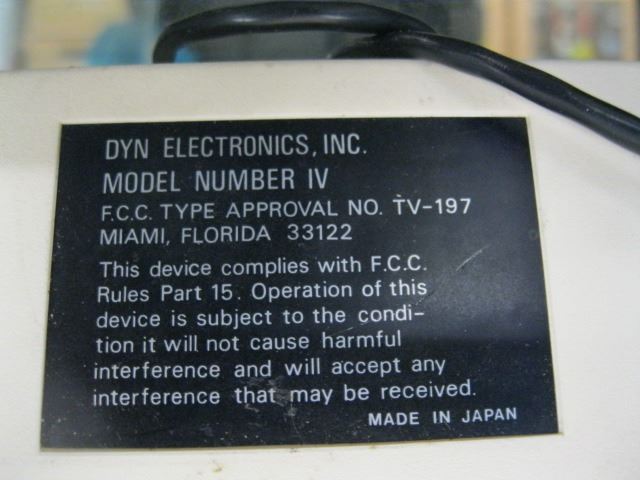 DYN ELECTRONICS, INC.
MODEL NUMBER IV
F.C.C. TYPE APPROVAL NO. TV-197
MIAMI, FLORIDA 33122
This device complies with F.C.C.
Rules Part 15. Operation of this
device is subject to the condi-
tion it will not cause harmful
interference and will accept any
interference that may be received.
MADE IN JAPAN